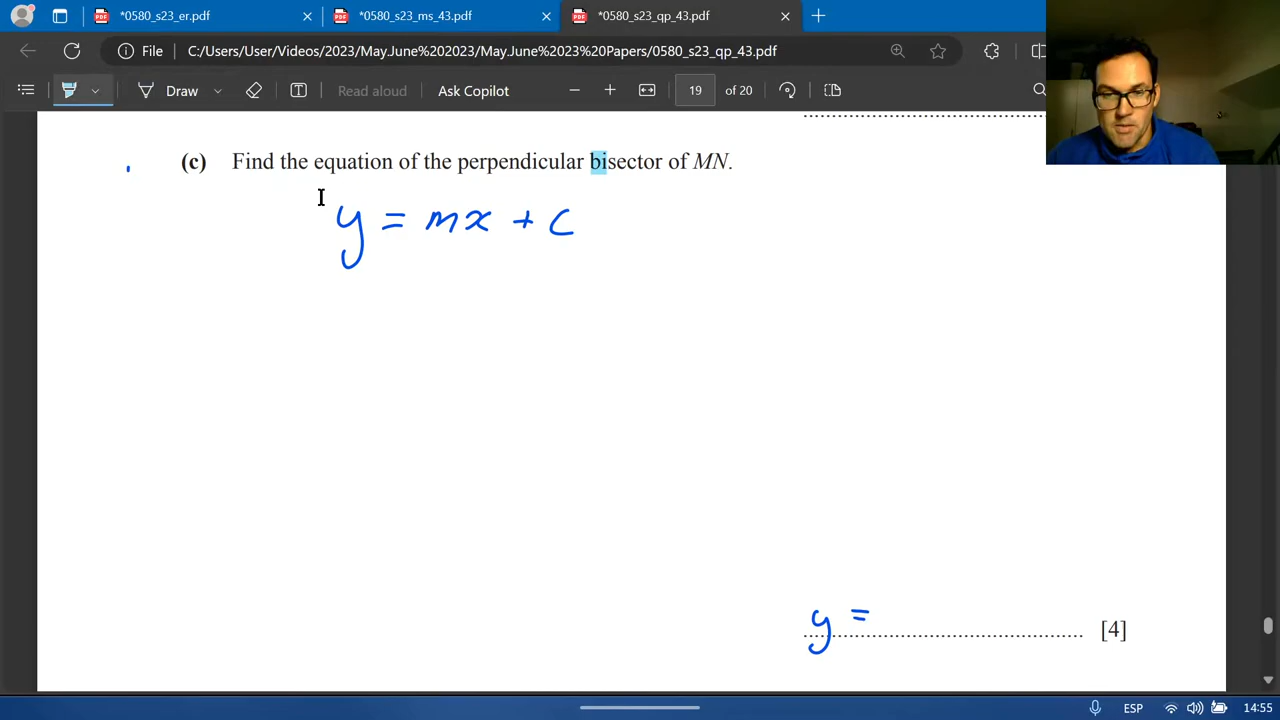 *0580_s23_er.pdf
*0580_s23_ms_43.pdf
*0580_s23_qp_43.pdf
File C:/Users/User/Videos/2023/May.June%202023/May.June%2023%20Papers/0580_s23_qp_43.pdf
Draw Read aloud Ask Copilot 19 of 20
(c) Find the equation of the perpendicular bisector of MN.
y = mx + c
y = [4]
ESP 14:55